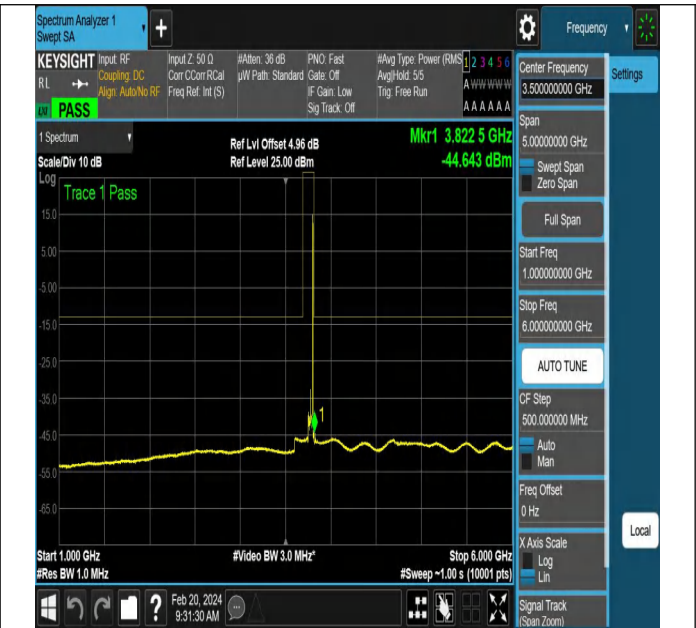 Spectrum Analyzer 1
Swept SA
+
Frequency
KEYSIGHT
RL
PASS
Input: RF
Coupling: DC
Align: Auto/No RF
Input Z: 50 Ω
Corr CCorr RCal
Freq Ref: Int (S)
#Atten: 36 dB
µW Path: Standard
PNO: Fast
Gate: Off
IF Gain: Low
Sig Track: Off
#Avg Type: Power (RMS
Avg|Hold: 5/5
Trig: Free Run
1 2 3 4 5 6
A W W W W W
A A A A A A
1 Spectrum
Scale/Div 10 dB
Ref Lvl Offset 4.96 dB
Ref Level 25.00 dBm
Mkr1 3.822 5 GHz
-44.643 dBm
Log
Trace 1 Pass
15.0
5.00
-5.00
-15.0
-25.0
-35.0
-45.0
-55.0
-65.0
1
Start 1.000 GHz
#Res BW 1.0 MHz
#Video BW 3.0 MHz*
Stop 6.000 GHz
#Sweep ~1.00 s (10001 pts)
?
Feb 20, 2024
9:31:30 AM
Center Frequency
3.500000000 GHz
Settings
Span
5.00000000 GHz
Swept Span
Zero Span
Full Span
Start Freq
1.000000000 GHz
Stop Freq
6.000000000 GHz
AUTO TUNE
CF Step
500.000000 MHz
Auto
Man
Freq Offset
0 Hz
X Axis Scale
Log
Lin
Local
Signal Track
(Span Zoom)